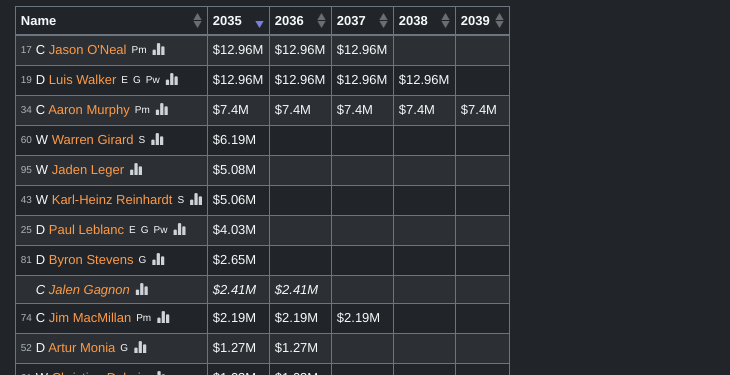 Name 2035 2036 2037 2038 2039
17 C Jason O'Neal Pm $12.96M $12.96M $12.96M
19 D Luis Walker E G Pw $12.96M $12.96M $12.96M $12.96M
34 C Aaron Murphy Pm $7.4M $7.4M $7.4M $7.4M $7.4M
60 W Warren Girard S $6.19M
95 W Jaden Leger $5.08M
43 W Karl-Heinz Reinhardt S $5.06M
25 D Paul Leblanc E G Pw $4.03M
81 D Byron Stevens G $2.65M
C Jalen Gagnon $2.41M $2.41M
74 C Jim MacMillan Pm $2.19M $2.19M $2.19M
52 D Artur Monia G $1.27M $1.27M